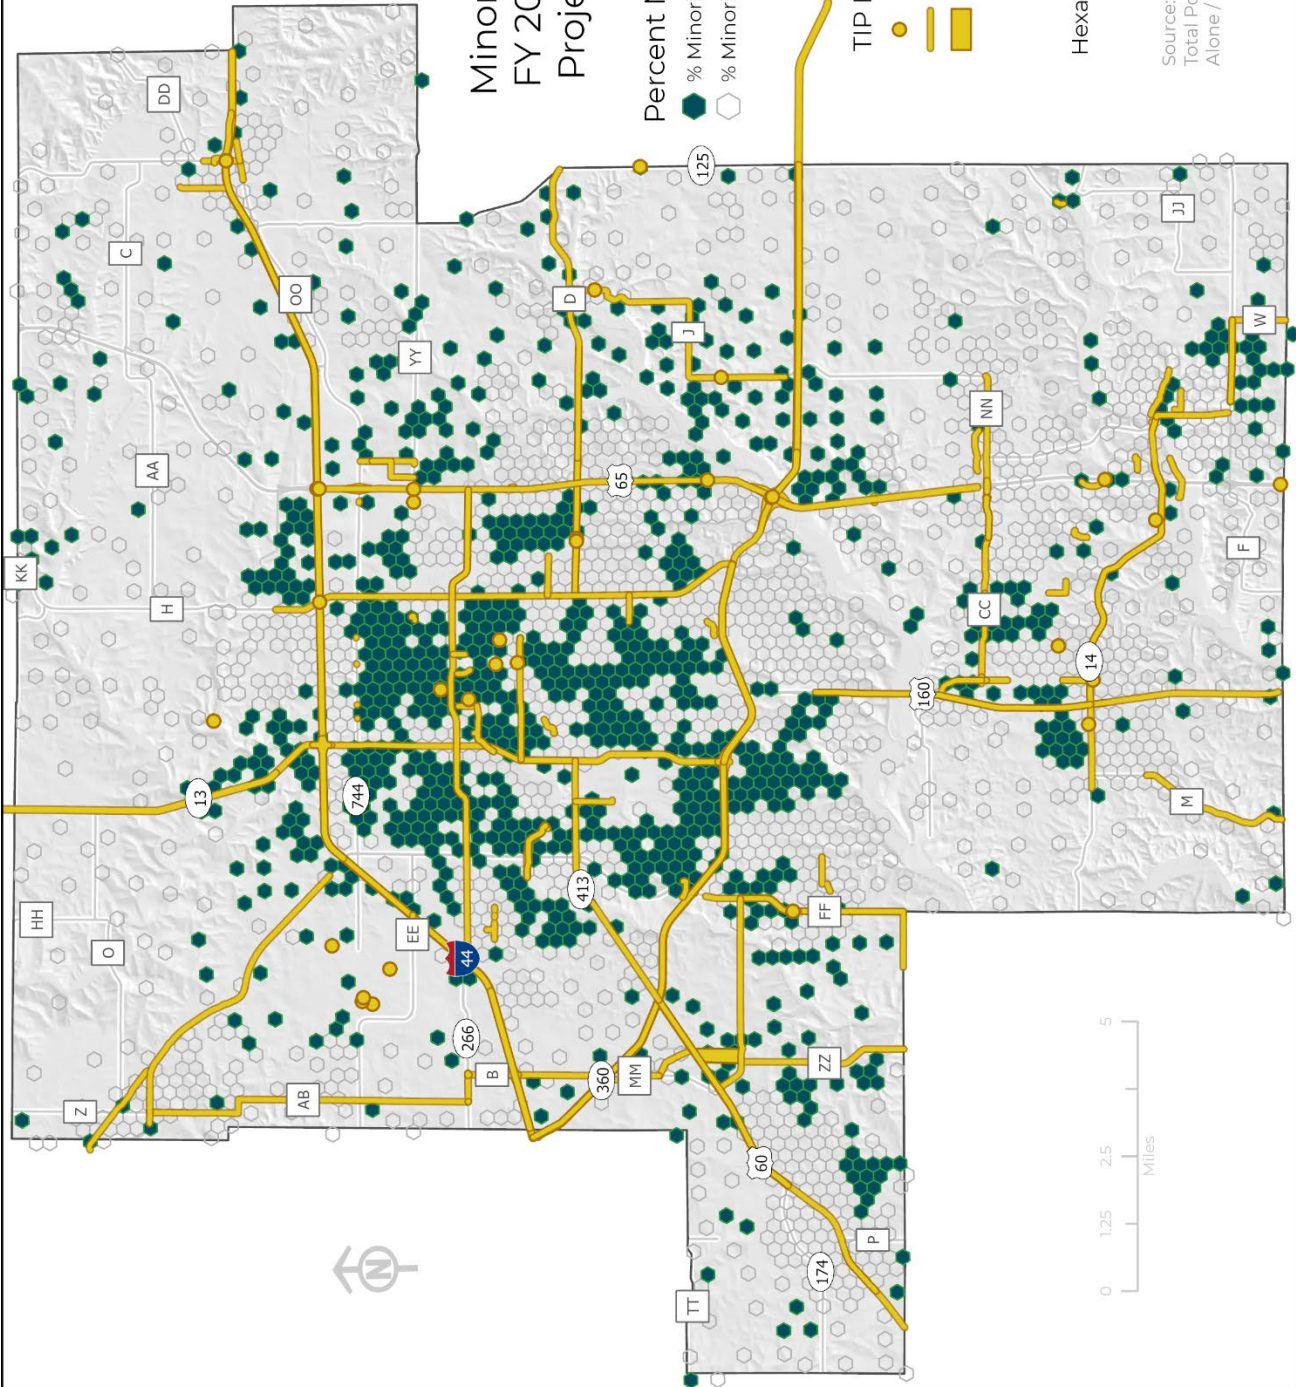 Minor
FY 20
Proje
Percent M
% Minor
% Minor
TIP
Hexa
Source:
Total Po
Alone /
DD
C
OO
AA
YY
KK
H
D
J
125
65
NN
JJ
W
F
CC
14
160
M
13
744
HH
O
EE
44
413
FF
266
B
360
MM
ZZ
Z
AB
60
P
174
TT
N
0
1.25
2.5
5
Miles